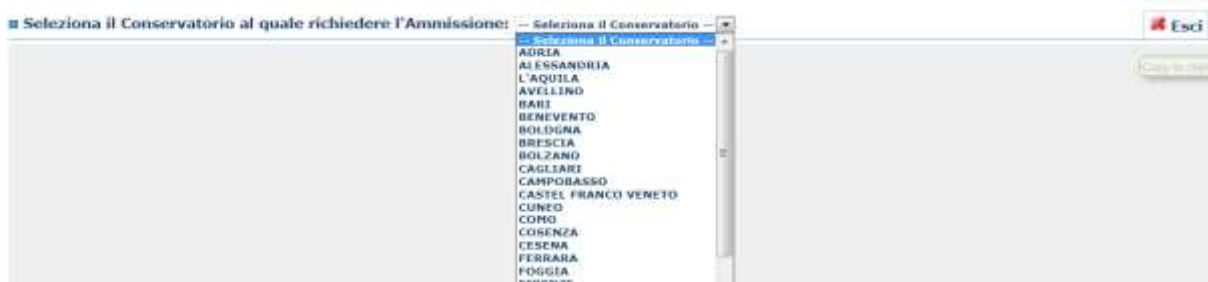 Seleziona il Conservatorio al quale richiedere l'Ammissione: -- Seleziona il Conservatorio -- Esci
-- Seleziona il Conservatorio --
ADRIA
ALESSANDRIA
L'AQUILA
AVELLINO
BARI
BENEVENTO
BOLOGNA
BRESCIA
BOLZANO
CAGLIARI
CAMPOBASSO
CASTEL FRANCO VENETO
CUNEO
COMO
COSENZA
CESENA
FERRARA
FOGGIA